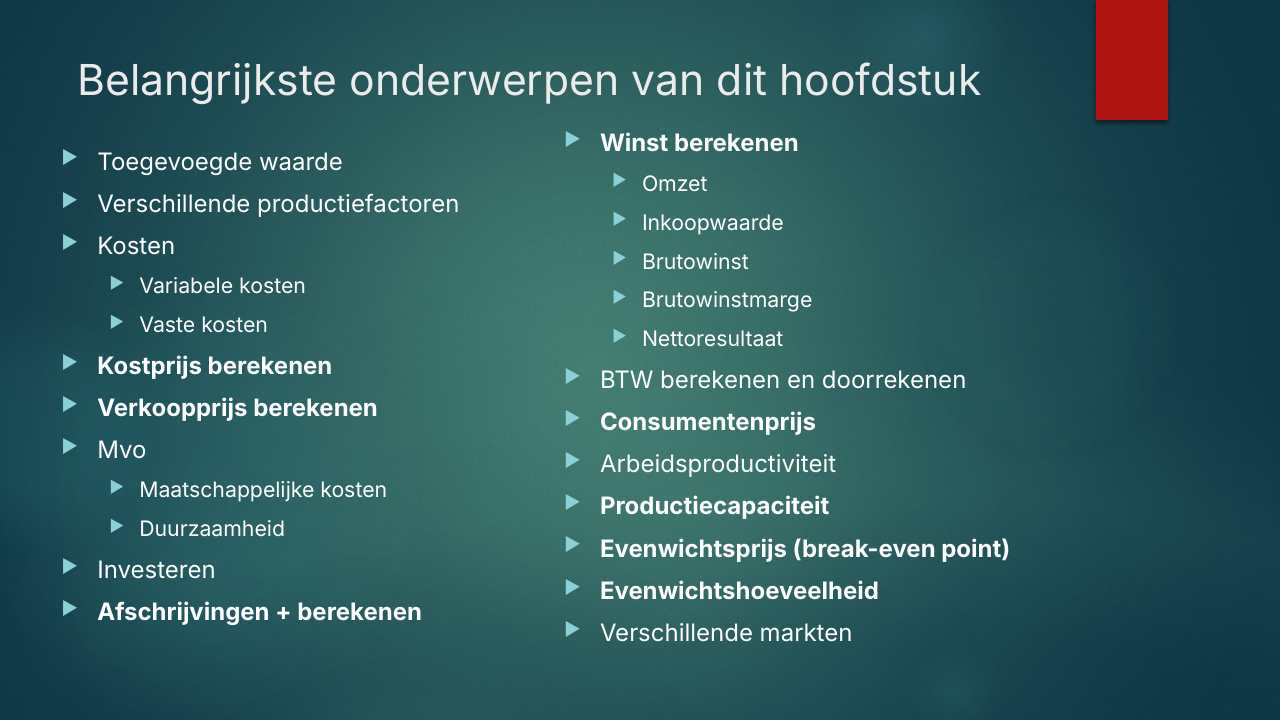 Belangrijkste onderwerpen van dit hoofdstuk
Toegevoegde waarde
Verschillende productiefactoren
Kosten
Variabele kosten
Vaste kosten
Kostprijs berekenen
Verkoopprijs berekenen
Mvo
Maatschappelijke kosten
Duurzaamheid
Investeren
Afschrijvingen + berekenen
Winst berekenen
Omzet
Inkoopwaarde
Brutowinst
Brutowinstmarge
Nettoresultaat
BTW berekenen en doorrekenen
Consumentenprijs
Arbeidsproductiviteit
Productiecapaciteit
Evenwichtsprijs (break-even point)
Evenwichtshoeveelheid
Verschillende markten